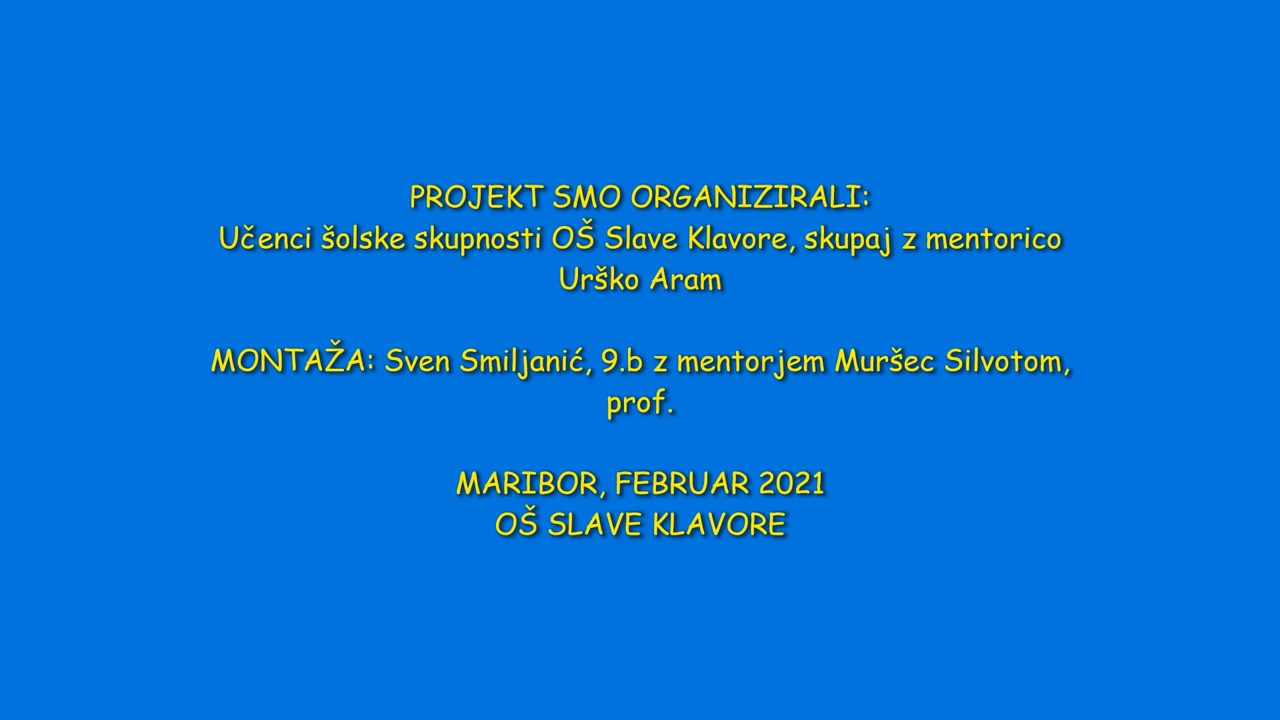 PROJEKT SMO ORGANIZIRALI:
Učenci šolske skupnosti OŠ Slave Klavore, skupaj z mentorico
Urško Aram
MONTAŽA: Sven Smiljanić, 9.b z mentorjem Muršec Silvotom,
prof.
MARIBOR, FEBRUAR 2021
OŠ SLAVE KLAVORE